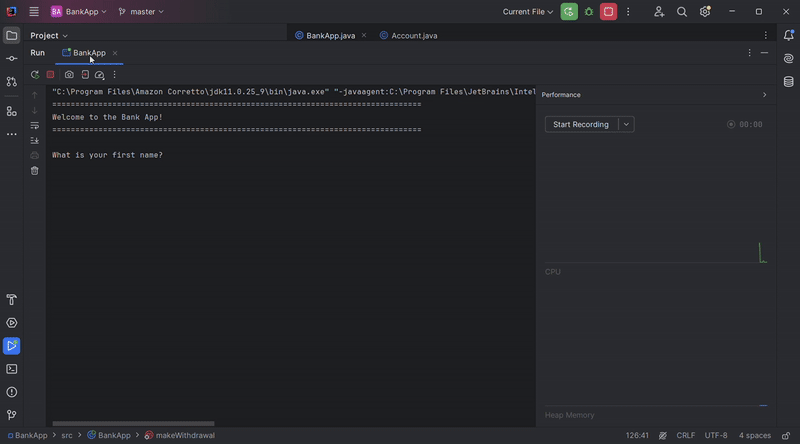 BA BankApp master Current File
Project BankApp.java Account.java
Run BankApp
"C:\Program Files\Amazon Corretto\jdk11.0.25_9\bin\java.exe" "-javaagent:C:\Program Files\JetBrains\Intel
=====================================================================================
Welcome to the Bank App!
=====================================================================================
What is your first name?
Performance
Start Recording 00:00
CPU
Heap Memory
BankApp > src > BankApp > makeWithdrawal 126:41 CRLF UTF-8 4 spaces